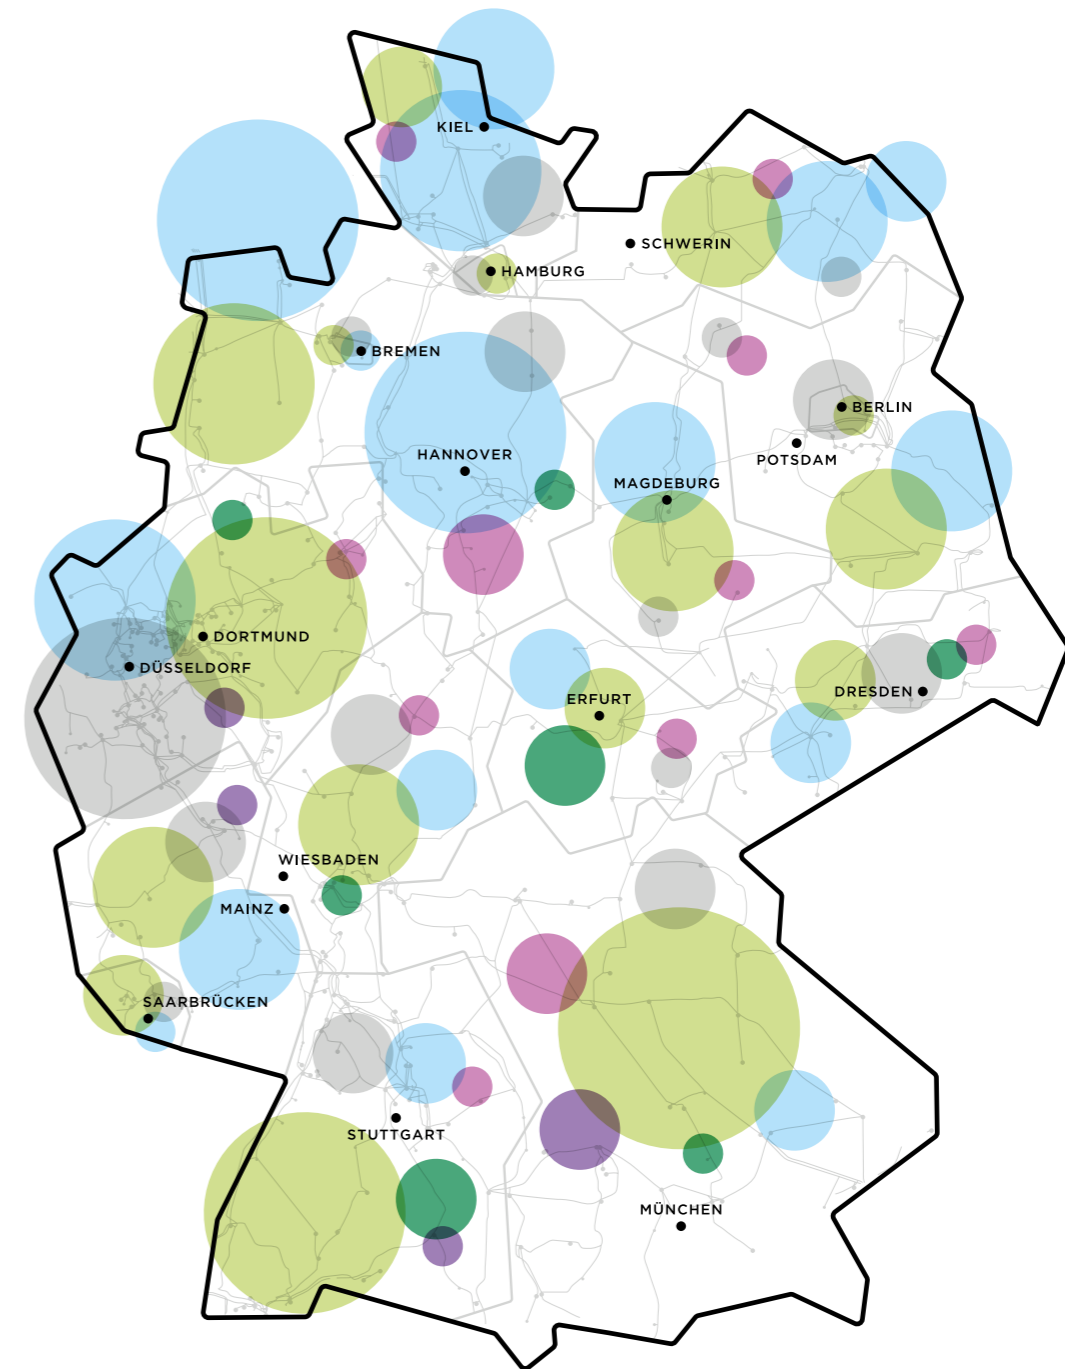 KIEL
SCHWERIN
HAMBURG
BREMEN
BERLIN
HANNOVER
POTSDAM
MAGDEBURG
DORTMUND
DÜSSELDORF
ERFURT
DRESDEN
WIESBADEN
MAINZ
SAARBRÜCKEN
STUTTGART
MÜNCHEN